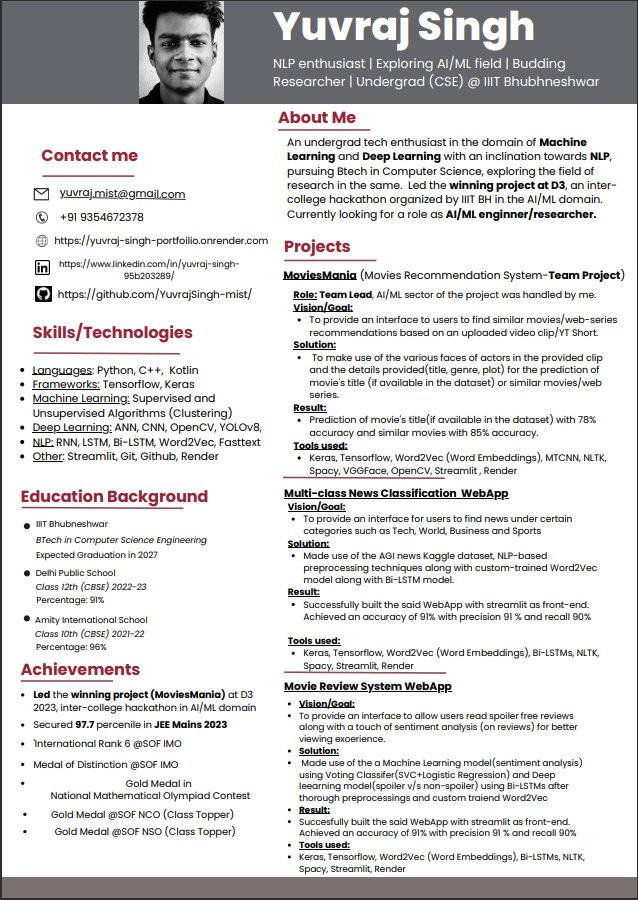 Yuvraj Singh
NLP enthusiast | Exploring AI/ML field | Budding
Researcher | Undergrad (CSE) @ IIIT Bhubhneshwar
Contact me
yuvraj.mist@gmail.com
+91 9354672378
https://yuvraj-singh-portfoilio.onrender.com
https://www.linkedin.com/in/yuvraj-singh-
95b203289/
https://github.com/YuvrajSingh-mist/
Skills/Technologies
• Languages: Python, C++, Kotlin
• Frameworks: Tensorflow, Keras
• Machine Learning: Supervised and
Unsupervised Algorithms (Clustering)
• Deep Learning: ANN, CNN, OpenCV, YOLOv8,
• NLP: RNN, LSTM, Bi-LSTM, Word2Vec, Fasttext
• Other: Streamlit, Git, Github, Render
Education Background
• IIIT Bhubneshwar
BTech in Computer Science Engineering
Expected Graduation in 2027
• Delhi Public School
Class 12th (CBSE) 2022-23
Percentage: 91%
• Amity International School
Class 10th (CBSE) 2021-22
Percentage: 96%
Achievements
• Led the winning project (MoviesMania) at D3
2023, inter-college hackathon in AI/ML domain
• Secured 97.7 percenile in JEE Mains 2023
• 'International Rank 6 @SOF IMO
• Medal of Distinction @SOF IMO
• Gold Medal in
National Mathematical Olympiad Contest
• Gold Medal @SOF NCO (Class Topper)
• Gold Medal @SOF NSO (Class Topper)
About Me
An undergrad tech enthusiast in the domain of Machine
Learning and Deep Learning with an inclination towards NLP,
pursuing Btech in Computer Science, exploring the field of
research in the same. Led the winning project at D3, an inter-
college hackathon organized by IIIT BH in the AI/ML domain.
Currently looking for a role as AI/ML enginner/researcher.
Projects
MoviesMania (Movies Recommendation System-Team Project)
Role: Team Lead, AI/ML sector of the project was handled by me.
Vision/Goal:
• To provide an interface to users to find similar movies/web-series
recommendations based on an uploaded video clip/YT Short.
Solution:
• To make use of the various faces of actors in the provided clip
and the details provided(title, genre, plot) for the prediction of
movie's title (if available in the dataset) or similar movies/web
series.
Result:
• Prediction of movie's title(if available in the dataset) with 78%
accuracy and similar movies with 85% accuracy.
Tools used:
• Keras, Tensorflow, Word2Vec (Word Embeddings), MTCNN, NLTK,
Spacy, VGGFace, OpenCV, Streamlit , Render
Multi-class News Classification WebApp
Vision/Goal:
• To provide an interface for users to find news under certain
categories such as Tech, World, Business and Sports
Solution:
• Made use of the AGI news Kaggle dataset, NLP-based
preprocessing techniques along with custom-trained Word2Vec
model along with Bi-LSTM model.
Result:
• Successfully built the said WebApp with streamlit as front-end.
Achieved an accuracy of 91% with precision 91 % and recall 90%
Tools used:
• Keras, Tensorflow, Word2Vec (Word Embeddings), Bi-LSTMs, NLTK,
Spacy, Streamlit, Render
Movie Review System WebApp
• Vision/Goal:
• To provide an interface to allow users read spoiler free reviews
along with a touch of sentiment analysis (on reviews) for better
viewing exoerience.
• Solution:
• Made use of the a Machine Learning model(sentiment analysis)
using Voting Classifer(SVC+Logistic Regression) and Deep
leearning model(spoiler v/s non-spoiler) using Bi-LSTMs after
thorough preprocessings and custom traiend Word2Vec
• Result:
• Succesfully built the said WebApp with streamlit as front-end.
Achieved an accuracy of 91% with precision 91 % and recall 90%
• Tools used:
• Keras, Tensorflow, Word2Vec (Word Embeddings), Bi-LSTMs, NLTK,
Spacy, Streamlit, Render